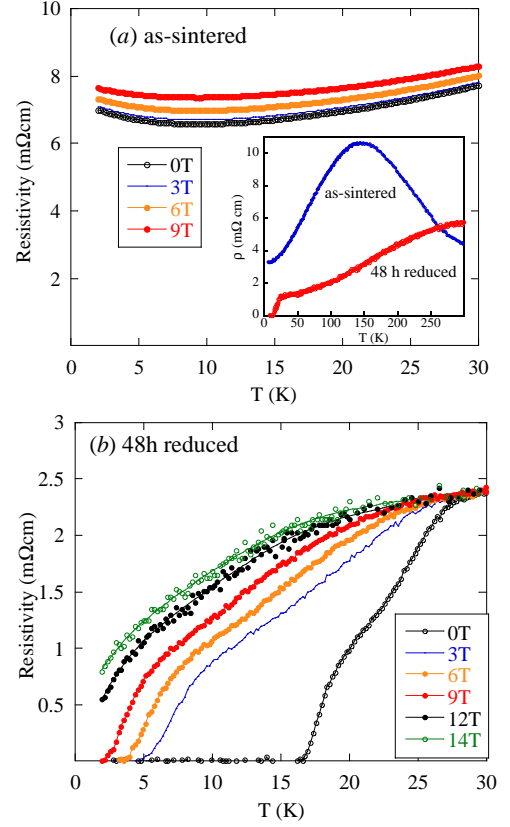 (a) as-sintered
10
8
6
4
2
Resistivity (mΩcm)
0T
3T
6T
9T
10
8
6
4
2
0
ρ (mΩ cm)
as-sintered
48 h reduced
0 50 100 150 200 250
T (K)
0 5 10 15 20 25 30
T (K)
(b) 48h reduced
3
2.5
2
1.5
1
0.5
Resistivity (mΩcm)
0T
3T
6T
9T
12T
14T
0 5 10 15 20 25 30
T (K)